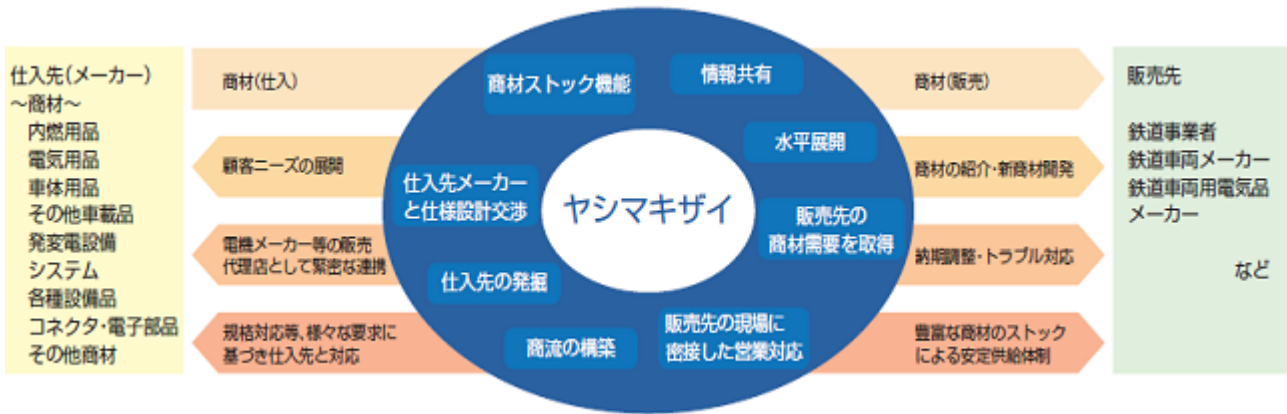 仕入先(メーカー)
~商材~
内燃用品
電気用品
車体用品
その他車載品
発変電設備
システム
各種設備品
コネクタ・電子部品
その他商材
商材(仕入)
顧客ニーズの展開
電機メーカー等の販売
代理店として緊密な連携
規格対応等、様々な要求に
基づき仕入先と対応
商材ストック機能
情報共有
水平展開
仕入先メーカー
と仕様設計交渉
ヤシマキザイ
販売先の
商材需要を取得
仕入先の発掘
商流の構築
販売先の現場に
密接した営業対応
商材(販売)
商材の紹介・新商材開発
納期調整・トラブル対応
豊富な商材のストック
による安定供給体制
販売先
鉄道事業者
鉄道車両メーカー
鉄道車両用電気品
メーカー
など